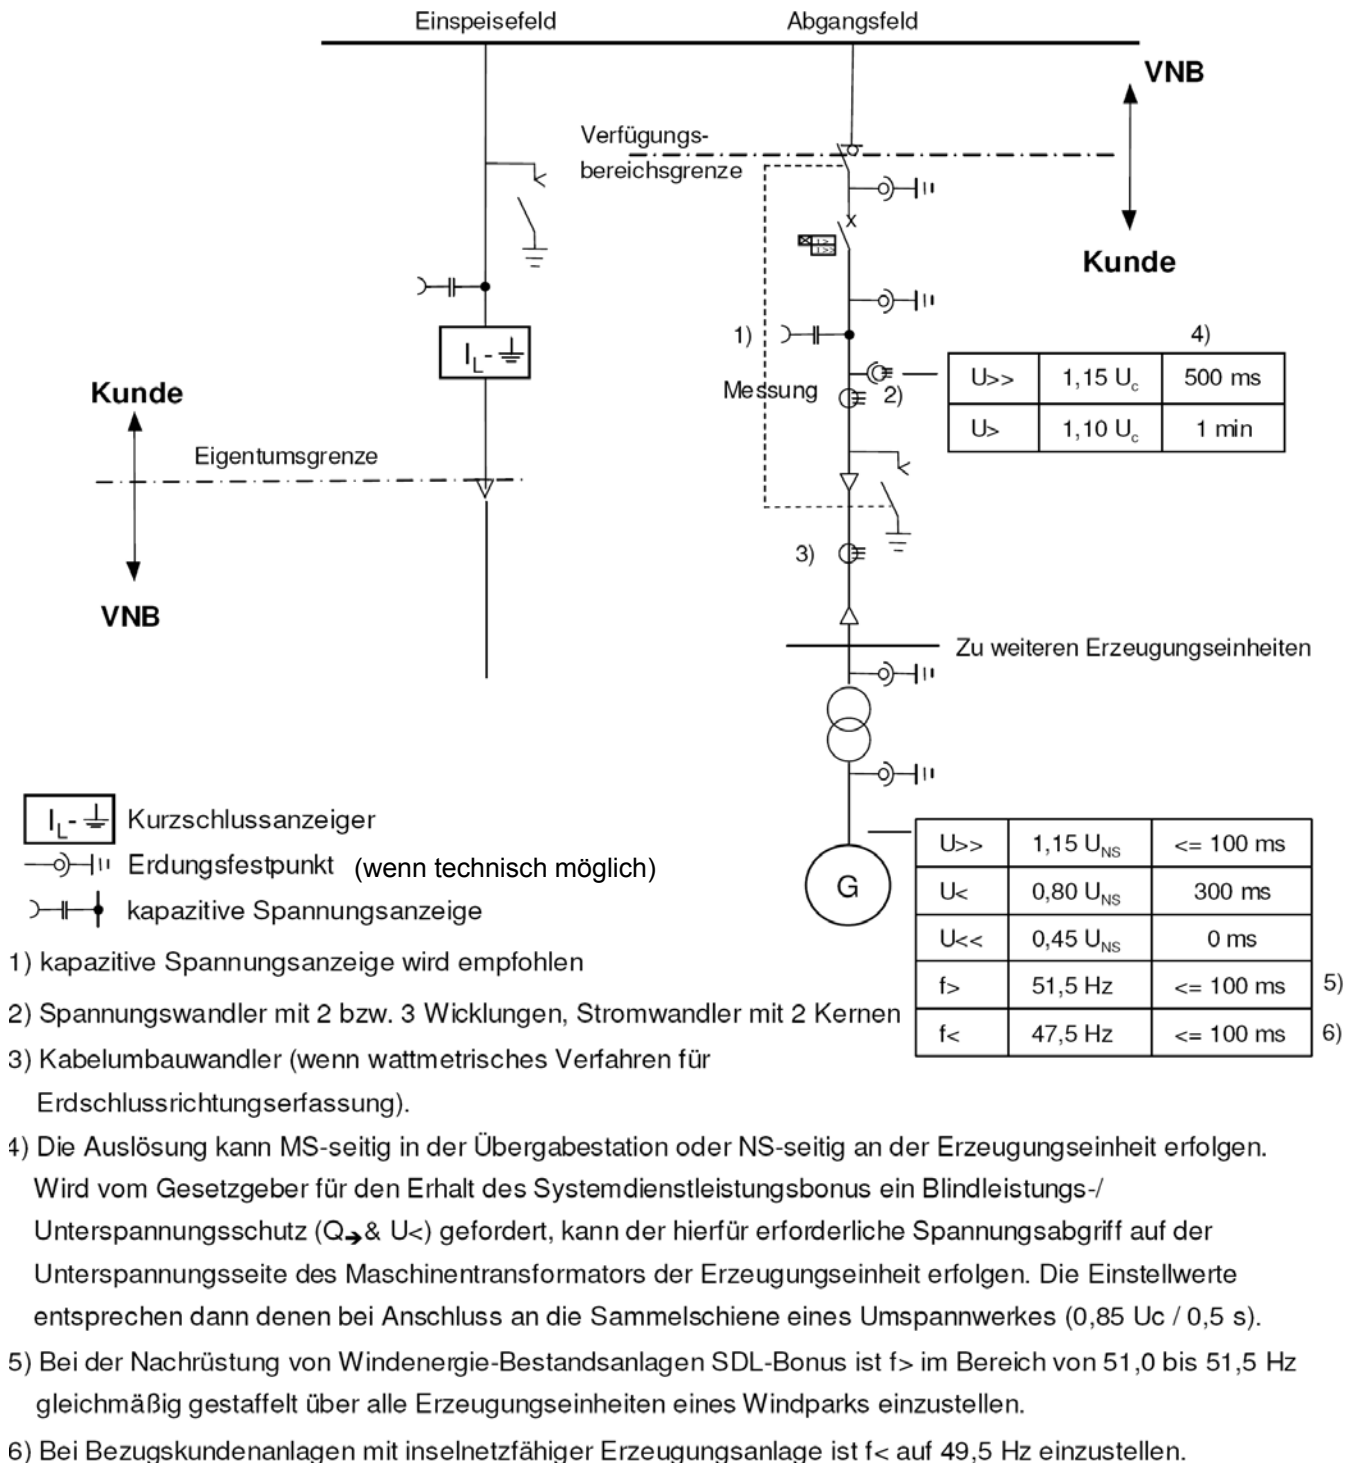 Einspeisefeld
Abgangsfeld
VNB
Verfügungs-
bereichsgrenze
Kunde
1)
4)
I_L-
Messung
2)
U>> 1,15 U_c 500 ms
U> 1,10 U_c 1 min
Kunde
Eigentumsgrenze
3)
VNB
Zu weiteren Erzeugungseinheiten
I_L- Kurzschlussanzeiger
Erdungsfestpunkt (wenn technisch möglich)
kapazitive Spannungsanzeige
G
U>> 1,15 U_NS <= 100 ms
U< 0,80 U_NS 300 ms
U<< 0,45 U_NS 0 ms
f> 51,5 Hz <= 100 ms 5)
f< 47,5 Hz <= 100 ms 6)
1) kapazitive Spannungsanzeige wird empfohlen
2) Spannungswandler mit 2 bzw. 3 Wicklungen, Stromwandler mit 2 Kernen
3) Kabelumbauwandler (wenn wattmetrisches Verfahren für
Erdschlussrichtungserfassung).
4) Die Auslösung kann MS-seitig in der Übergabestation oder NS-seitig an der Erzeugungseinheit erfolgen.
Wird vom Gesetzgeber für den Erhalt des Systemdienstleistungsbonus ein Blindleistungs-/
Unterspannungsschutz (Q➔& U<) gefordert, kann der hierfür erforderliche Spannungsabgriff auf der
Unterspannungsseite des Maschinentransformators der Erzeugungseinheit erfolgen. Die Einstellwerte
entsprechen dann denen bei Anschluss an die Sammelschiene eines Umspannwerkes (0,85 Uc / 0,5 s).
5) Bei der Nachrüstung von Windenergie-Bestandsanlagen SDL-Bonus ist f> im Bereich von 51,0 bis 51,5 Hz
gleichmäßig gestaffelt über alle Erzeugungseinheiten eines Windparks einzustellen.
6) Bei Bezugskundenanlagen mit inselnetzfähiger Erzeugungsanlage ist f< auf 49,5 Hz einzustellen.